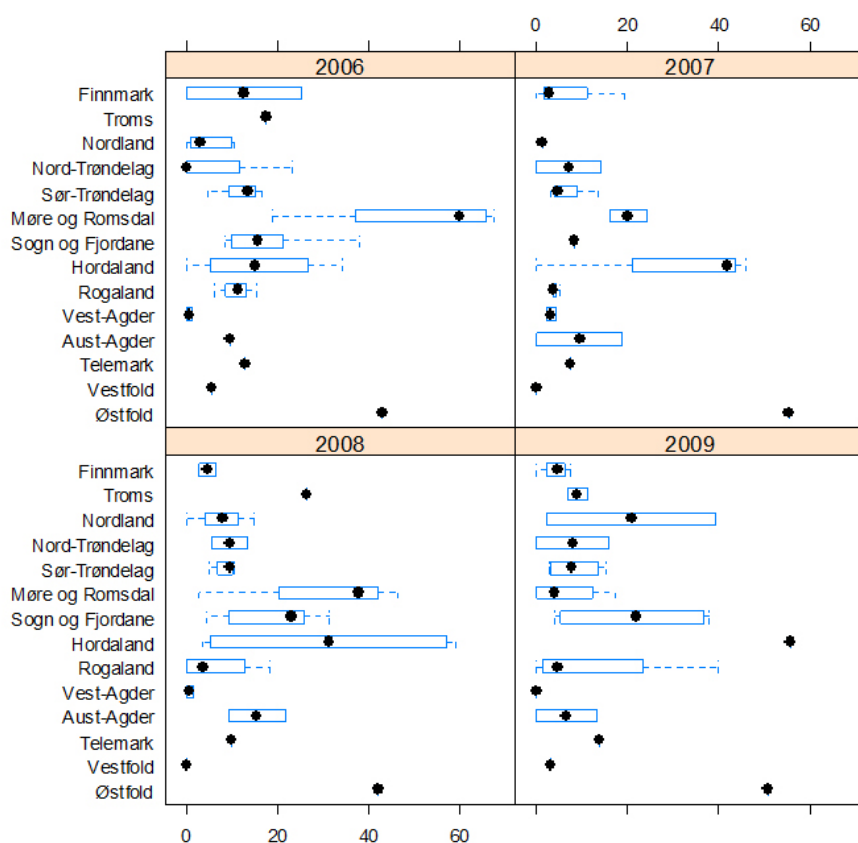 0 20 40 60
2006 2007
Finnmark
Troms
Nordland
Nord-Trøndelag
Sør-Trøndelag
Møre og Romsdal
Sogn og Fjordane
Hordaland
Rogaland
Vest-Agder
Aust-Agder
Telemark
Vestfold
Østfold
2008 2009
Finnmark
Troms
Nordland
Nord-Trøndelag
Sør-Trøndelag
Møre og Romsdal
Sogn og Fjordane
Hordaland
Rogaland
Vest-Agder
Aust-Agder
Telemark
Vestfold
Østfold
0 20 40 60